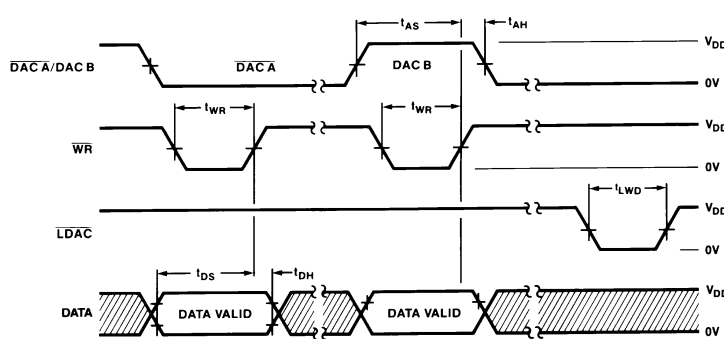 tAS tAH
DAC A/DAC B DAC A DAC B VDD
0V
tWR tWR
WR VDD
0V
tLWD
LDAC VDD
0V
tDS tDH
DATA DATA VALID DATA VALID VDD
0V